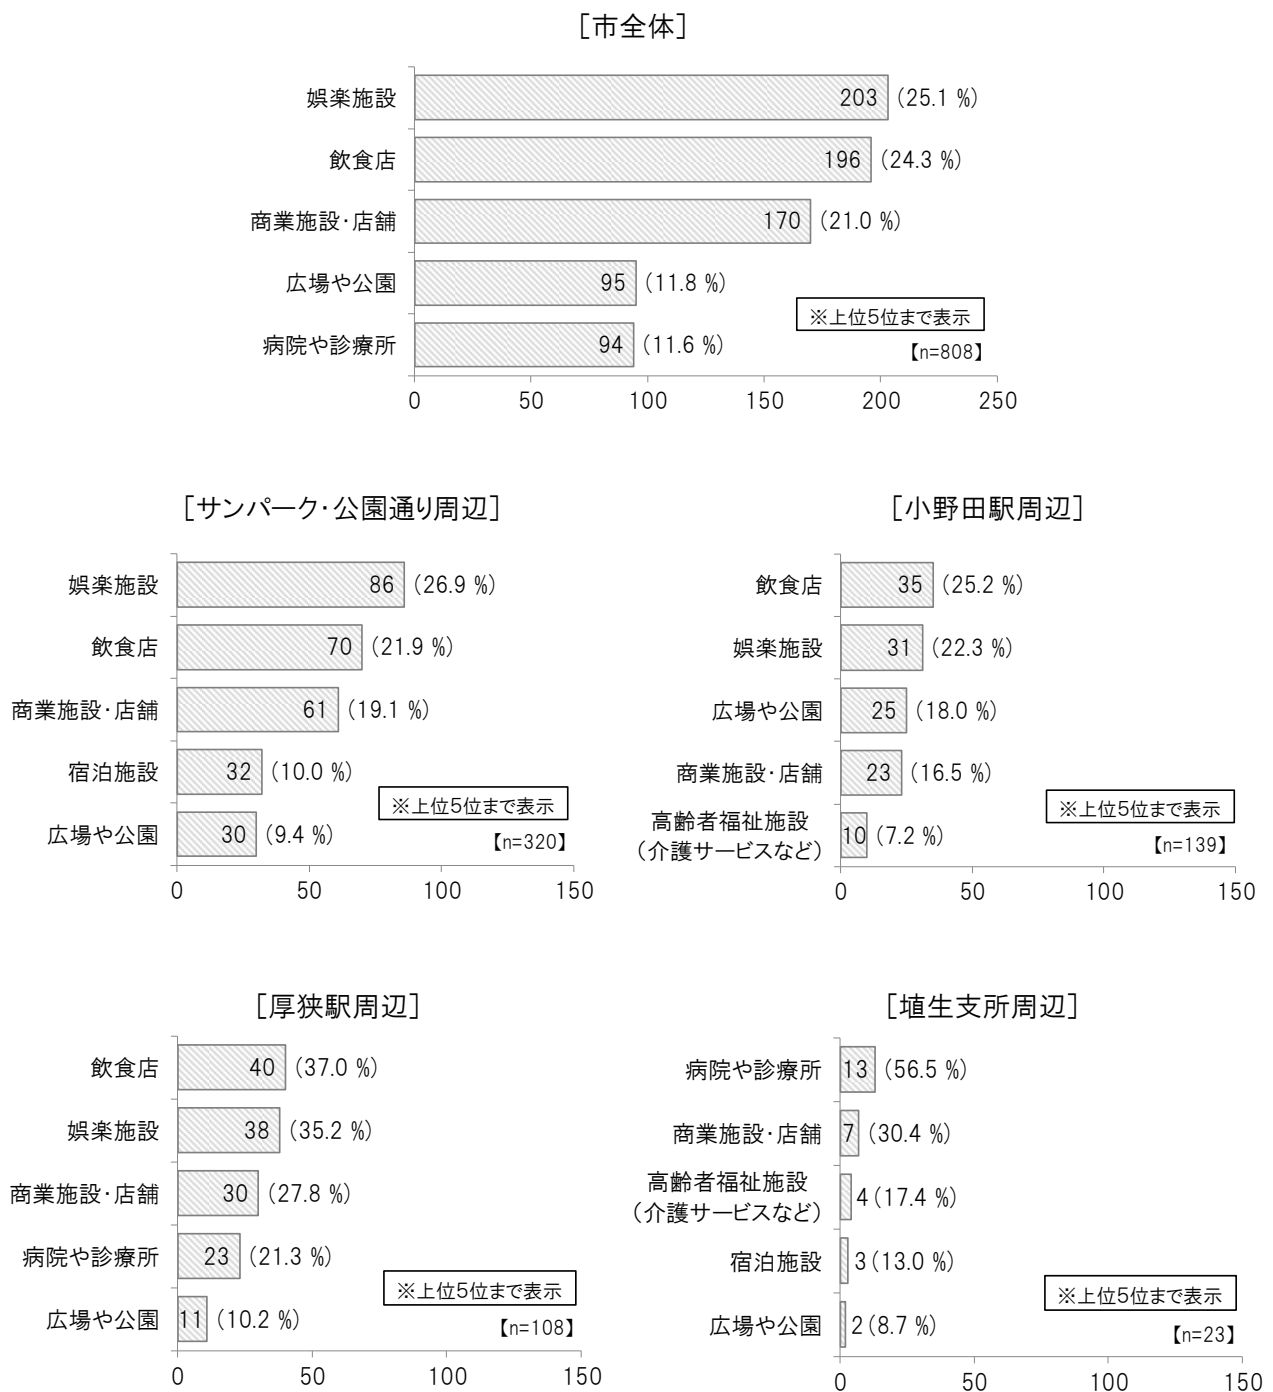 ［市全体］
娯楽施設 203 （25.1 %）
飲食店 196 （24.3 %）
商業施設・店舗 170 （21.0 %）
広場や公園 95 （11.8 %）
病院や診療所 94 （11.6 %）
※上位5位まで表示
【n=808】
0 50 100 150 200 250
［サンパーク・公園通り周辺］
娯楽施設 86 （26.9 %）
飲食店 70 （21.9 %）
商業施設・店舗 61 （19.1 %）
宿泊施設 32 （10.0 %）
広場や公園 30 （9.4 %）
※上位5位まで表示
【n=320】
0 50 100 150
［小野田駅周辺］
飲食店 35 （25.2 %）
娯楽施設 31 （22.3 %）
広場や公園 25 （18.0 %）
商業施設・店舗 23 （16.5 %）
高齢者福祉施設
（介護サービスなど） 10 （7.2 %）
※上位5位まで表示
【n=139】
0 50 100 150
［厚狭駅周辺］
飲食店 40 （37.0 %）
娯楽施設 38 （35.2 %）
商業施設・店舗 30 （27.8 %）
病院や診療所 23 （21.3 %）
広場や公園 11 （10.2 %）
※上位5位まで表示
【n=108】
0 50 100 150
［埴生支所周辺］
病院や診療所 13 （56.5 %）
商業施設・店舗 7 （30.4 %）
高齢者福祉施設
（介護サービスなど） 4 （17.4 %）
宿泊施設 3 （13.0 %）
広場や公園 2 （8.7 %）
※上位5位まで表示
【n=23】
0 50 100 150